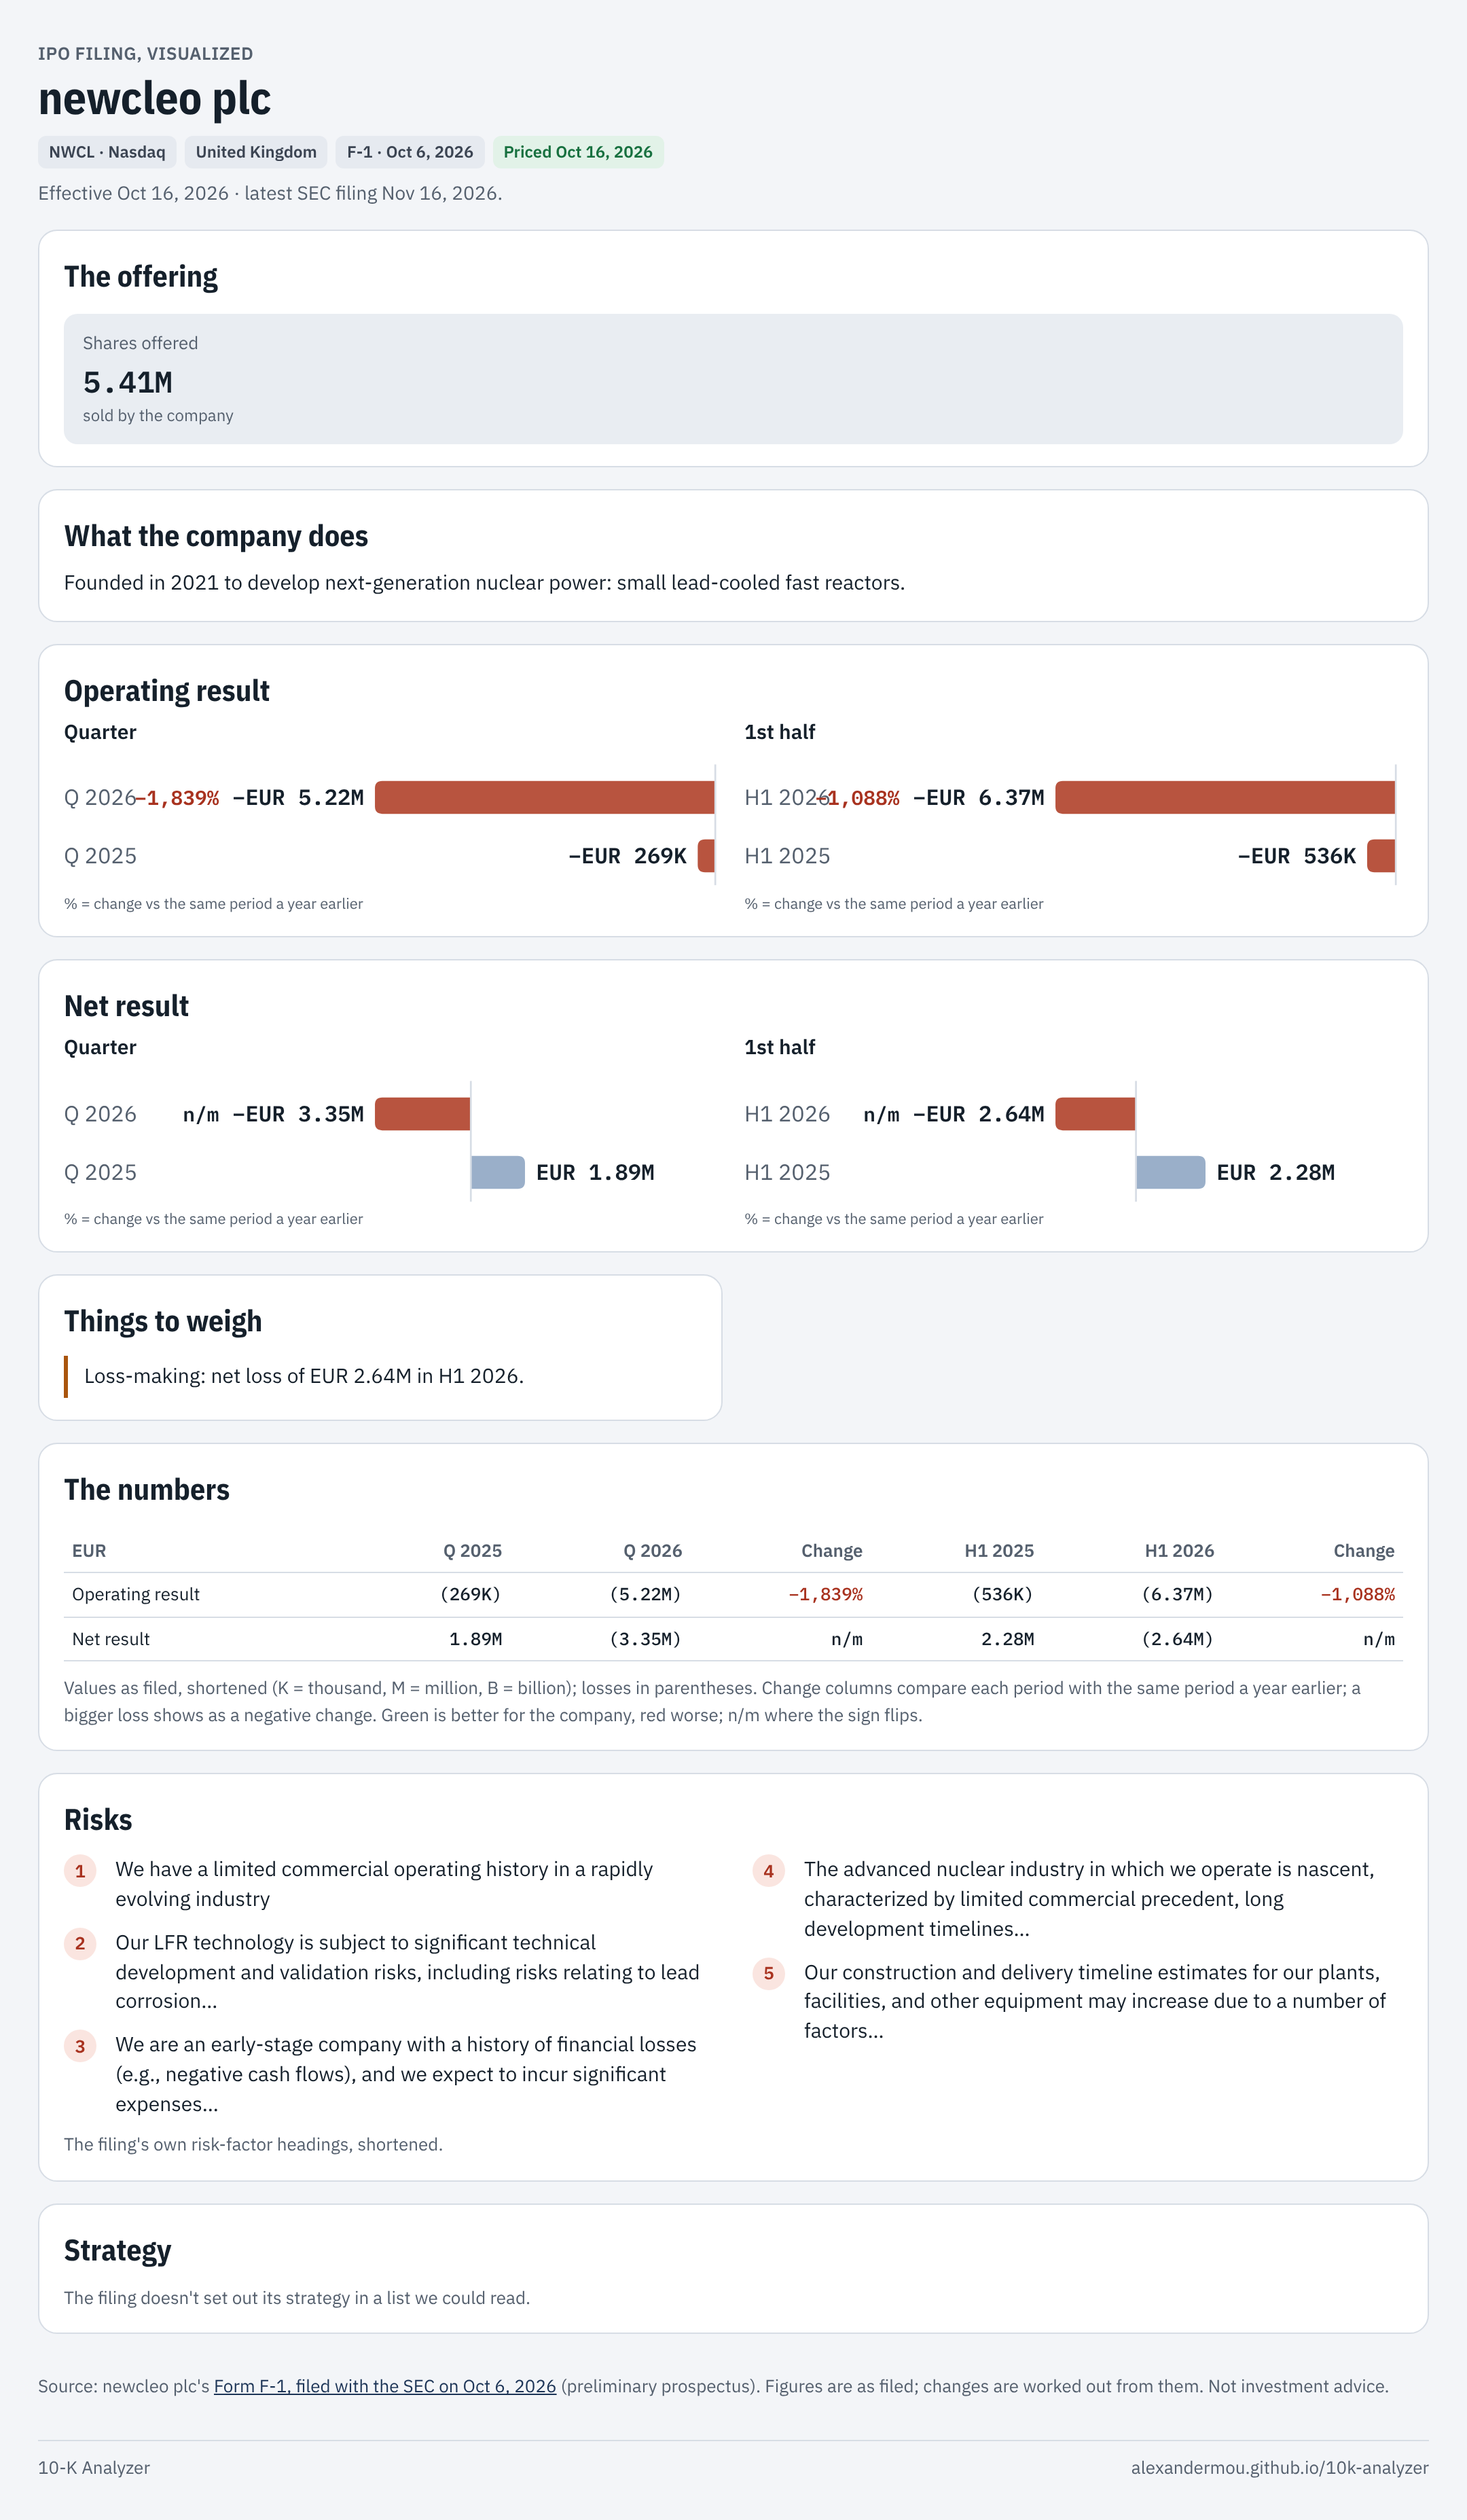 IPO FILING, VISUALIZED
newcleo plc
NWCL · Nasdaq United Kingdom F-1 · Oct 6, 2026 Priced Oct 16, 2026
Effective Oct 16, 2026 · latest SEC filing Nov 16, 2026.
The offering
Shares offered
5.41M
sold by the company
What the company does
Founded in 2021 to develop next-generation nuclear power: small lead-cooled fast reactors.
Operating result
Quarter
Q 2026 −1,839% −EUR 5.22M
Q 2025 −EUR 269K
% = change vs the same period a year earlier
1st half
H1 2026 −1,088% −EUR 6.37M
H1 2025 −EUR 536K
% = change vs the same period a year earlier
Net result
Quarter
Q 2026 n/m −EUR 3.35M
Q 2025 EUR 1.89M
% = change vs the same period a year earlier
1st half
H1 2026 n/m −EUR 2.64M
H1 2025 EUR 2.28M
% = change vs the same period a year earlier
Things to weigh
Loss-making: net loss of EUR 2.64M in H1 2026.
The numbers
EUR Q 2025 Q 2026 Change H1 2025 H1 2026 Change
Operating result (269K) (5.22M) −1,839% (536K) (6.37M) −1,088%
Net result 1.89M (3.35M) n/m 2.28M (2.64M) n/m
Values as filed, shortened (K = thousand, M = million, B = billion); losses in parentheses. Change columns compare each period with the same period a year earlier; a
bigger loss shows as a negative change. Green is better for the company, red worse; n/m where the sign flips.
Risks
1 We have a limited commercial operating history in a rapidly
evolving industry
2 Our LFR technology is subject to significant technical
development and validation risks, including risks relating to lead
corrosion…
3 We are an early-stage company with a history of financial losses
(e.g., negative cash flows), and we expect to incur significant
expenses…
4 The advanced nuclear industry in which we operate is nascent,
characterized by limited commercial precedent, long
development timelines…
5 Our construction and delivery timeline estimates for our plants,
facilities, and other equipment may increase due to a number of
factors…
The filing's own risk-factor headings, shortened.
Strategy
The filing doesn't set out its strategy in a list we could read.
Source: newcleo plc's Form F-1, filed with the SEC on Oct 6, 2026 (preliminary prospectus). Figures are as filed; changes are worked out from them. Not investment advice.
10-K Analyzer alexandermou.github.io/10k-analyzer